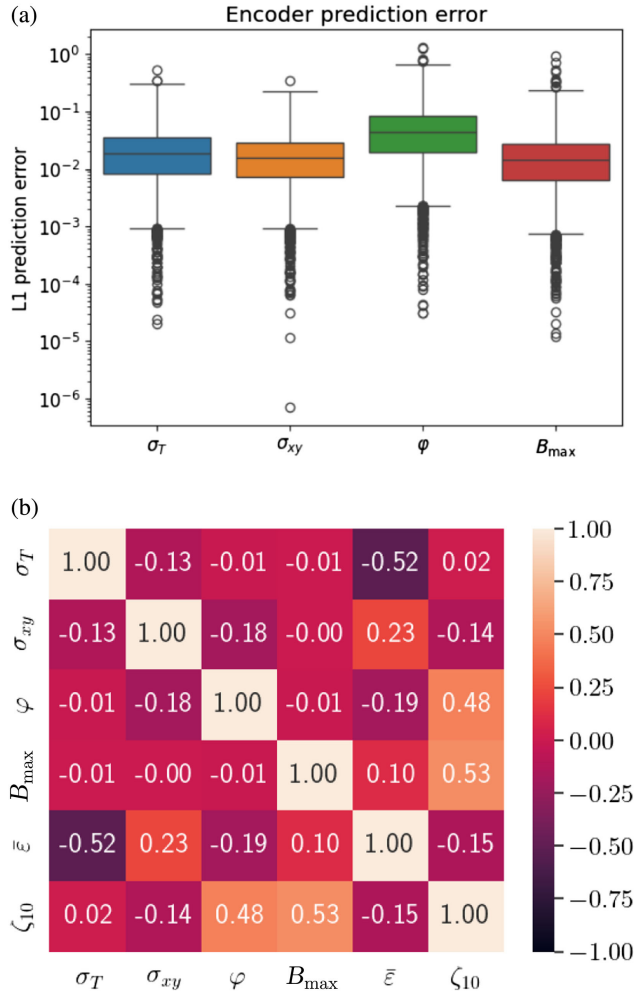 (a)
Encoder prediction error
L1 prediction error
10⁰
10⁻¹
10⁻²
10⁻³
10⁻⁴
10⁻⁵
10⁻⁶
σ_T σ_xy φ B_max
(b)
σ_T 1.00 -0.13 -0.01 -0.01 -0.52 0.02
σ_xy -0.13 1.00 -0.18 -0.00 0.23 -0.14
φ -0.01 -0.18 1.00 -0.01 -0.19 0.48
B_max -0.01 -0.00 -0.01 1.00 0.10 0.53
ε̄ -0.52 0.23 -0.19 0.10 1.00 -0.15
ζ₁₀ 0.02 -0.14 0.48 0.53 -0.15 1.00
σ_T σ_xy φ B_max ε̄ ζ₁₀
1.00
0.75
0.50
0.25
0.00
−0.25
−0.50
−0.75
−1.00